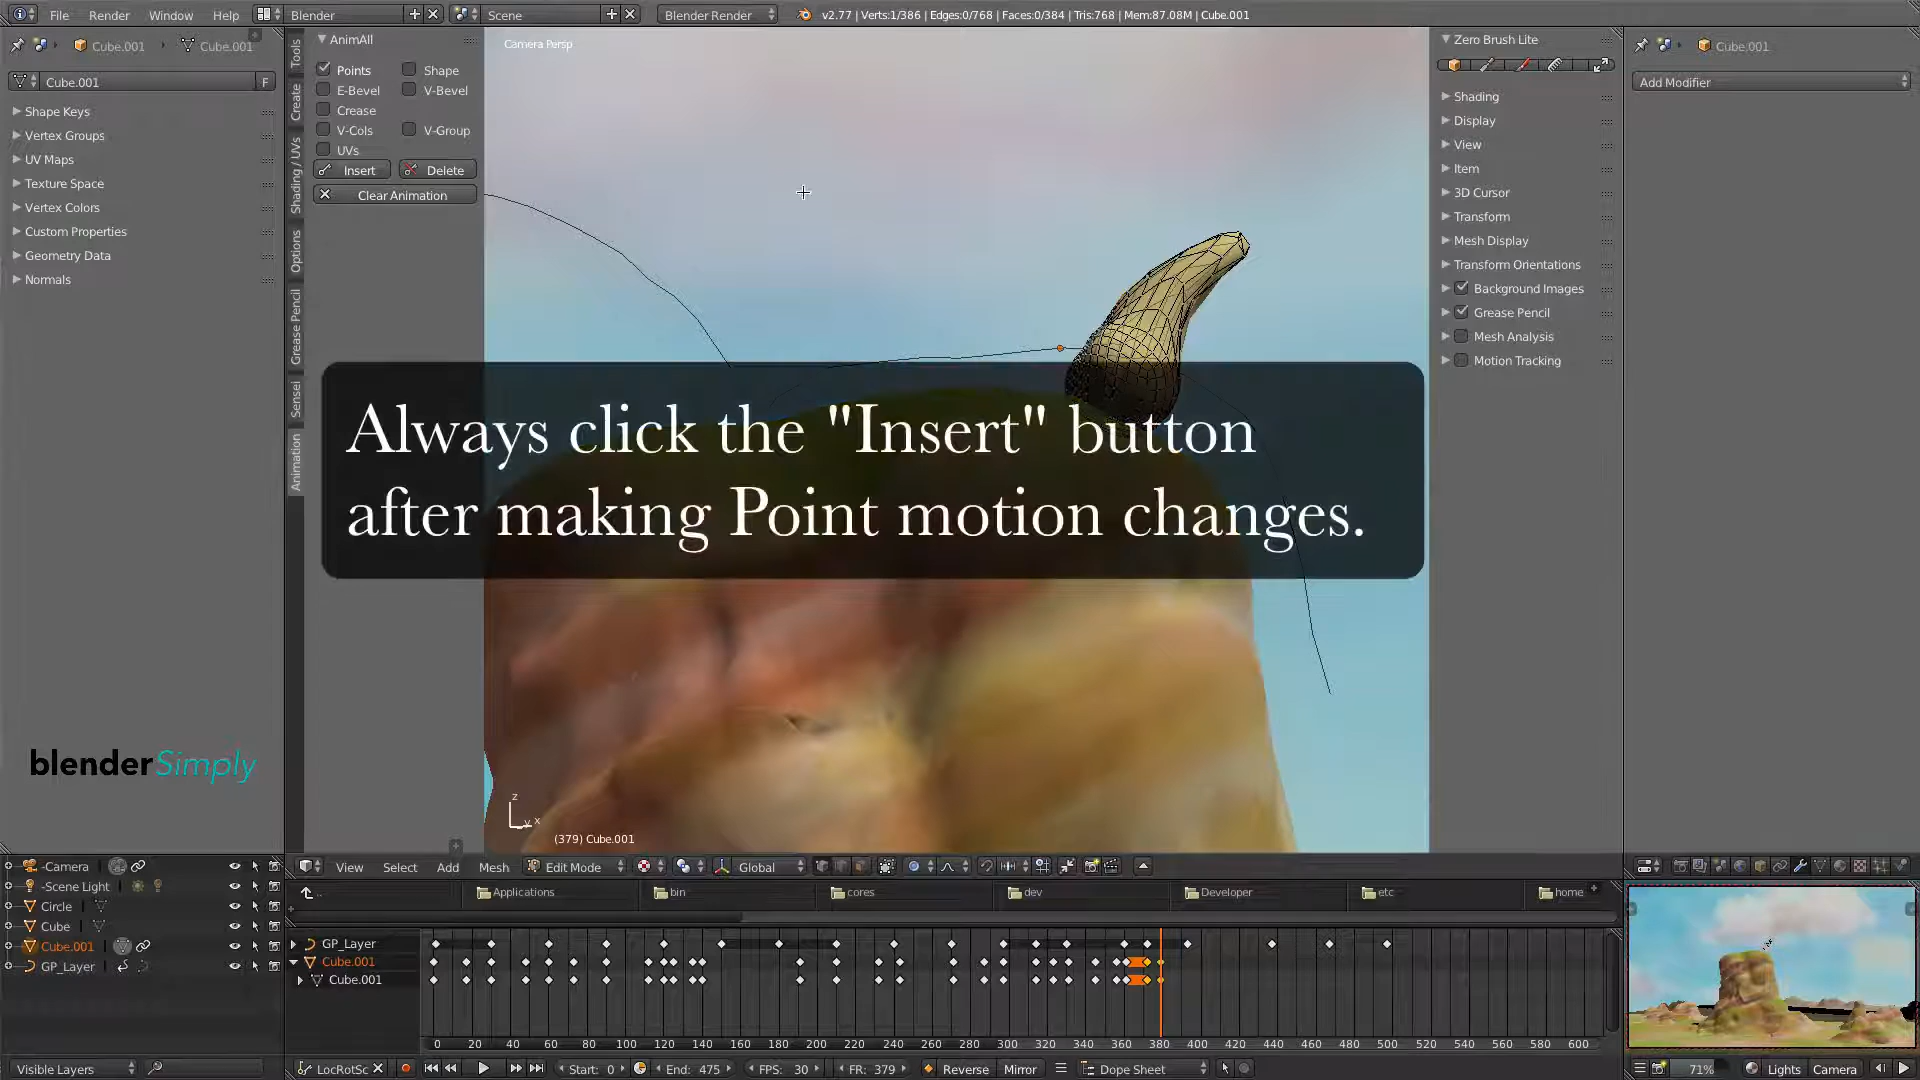 File Render Window Help Blender Scene Blender Render v2.77 | Verts:1/386 | Edges:0/768 | Faces:0/384 | Tris:768 | Mem:87.08M | Cube.001
Cube.001 Cube.001
Cube.001 F
Shape Keys
Vertex Groups
UV Maps
Texture Space
Vertex Colors
Custom Properties
Geometry Data
Normals
blenderSimply
Tools
Create
Shading / UVs
Options
Grease Pencil
Sensei
Animation
AnimAll
Points Shape
E-Bevel V-Bevel
Crease
V-Cols V-Group
UVs
Insert Delete
Clear Animation
Camera Persp
Always click the "Insert" button
after making Point motion changes.
z
y x
(379) Cube.001
Zero Brush Lite
Shading
Display
View
Item
3D Cursor
Transform
Mesh Display
Transform Orientations
Background Images
Grease Pencil
Mesh Analysis
Motion Tracking
Cube.001
Add Modifier
View Select Add Mesh Edit Mode Global
-Camera
-Scene Light
Circle
Cube
Cube.001
GP_Layer
.. Applications bin cores dev Developer etc home
GP_Layer
Cube.001
Cube.001
0 20 40 60 80 100 120 140 160 180 200 220 240 260 280 300 320 340 360 380 400 420 440 460 480 500 520 540 560 580 600
Visible Layers LocRotSc Start: 0 End: 475 FPS: 30 FR: 379 Reverse Mirror Dope Sheet 71% Lights Camera